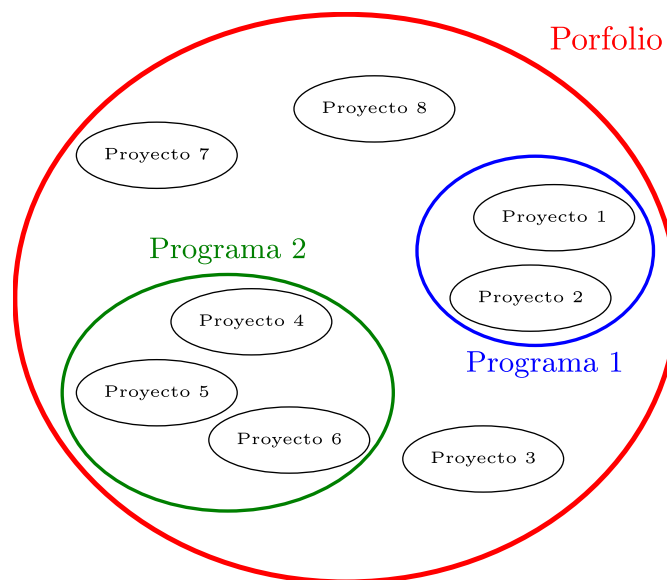 Porfolio
Proyecto 8
Proyecto 7
Proyecto 1
Programa 2
Proyecto 2
Proyecto 4
Programa 1
Proyecto 5
Proyecto 6
Proyecto 3